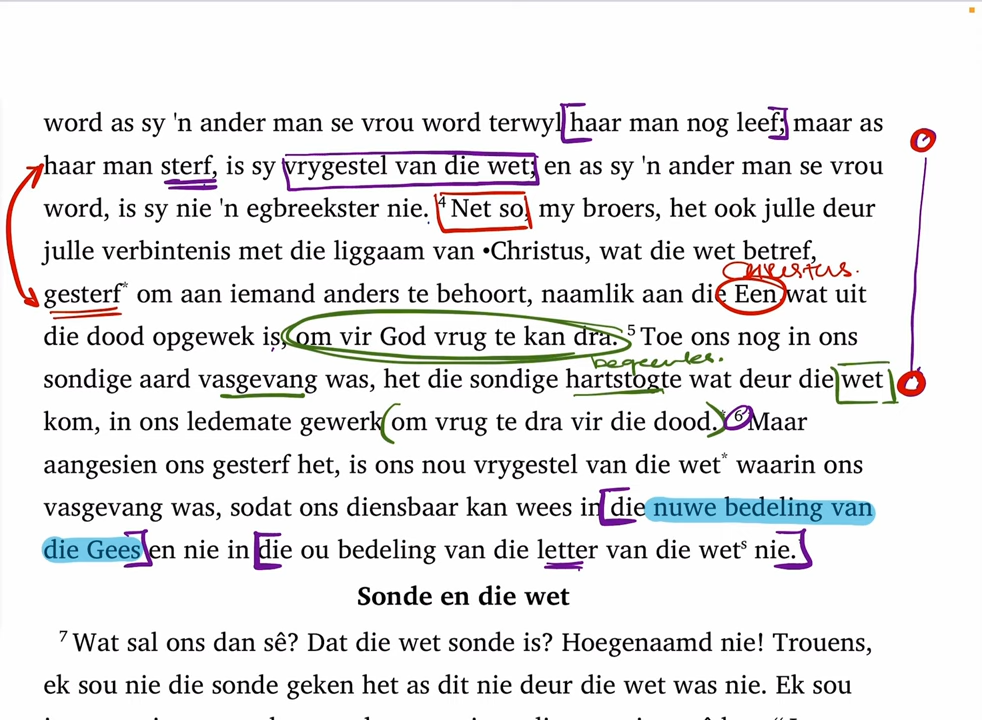 word as sy 'n ander man se vrou word terwyl haar man nog leef; maar as
haar man sterf, is sy vrygestel van die wet; en as sy 'n ander man se vrou
word, is sy nie 'n egbreekster nie. ⁴ Net so, my broers, het ook julle deur
julle verbintenis met die liggaam van •Christus, wat die wet betref,
Christus.
gesterf* om aan iemand anders te behoort, naamlik aan die Een wat uit
die dood opgewek is, om vir God vrug te kan dra. ⁵ Toe ons nog in ons
begeertes.
sondige aard vasgevang was, het die sondige hartstogte wat deur die wet
kom, in ons ledemate gewerk om vrug te dra vir die dood.* ⁶ Maar
aangesien ons gesterf het, is ons nou vrygestel van die wet* waarin ons
vasgevang was, sodat ons diensbaar kan wees in die nuwe bedeling van
die Gees en nie in die ou bedeling van die letter van die wetˢ nie.
Sonde en die wet
⁷ Wat sal ons dan sê? Dat die wet sonde is? Hoegenaamd nie! Trouens,
ek sou nie die sonde geken het as dit nie deur die wet was nie. Ek sou